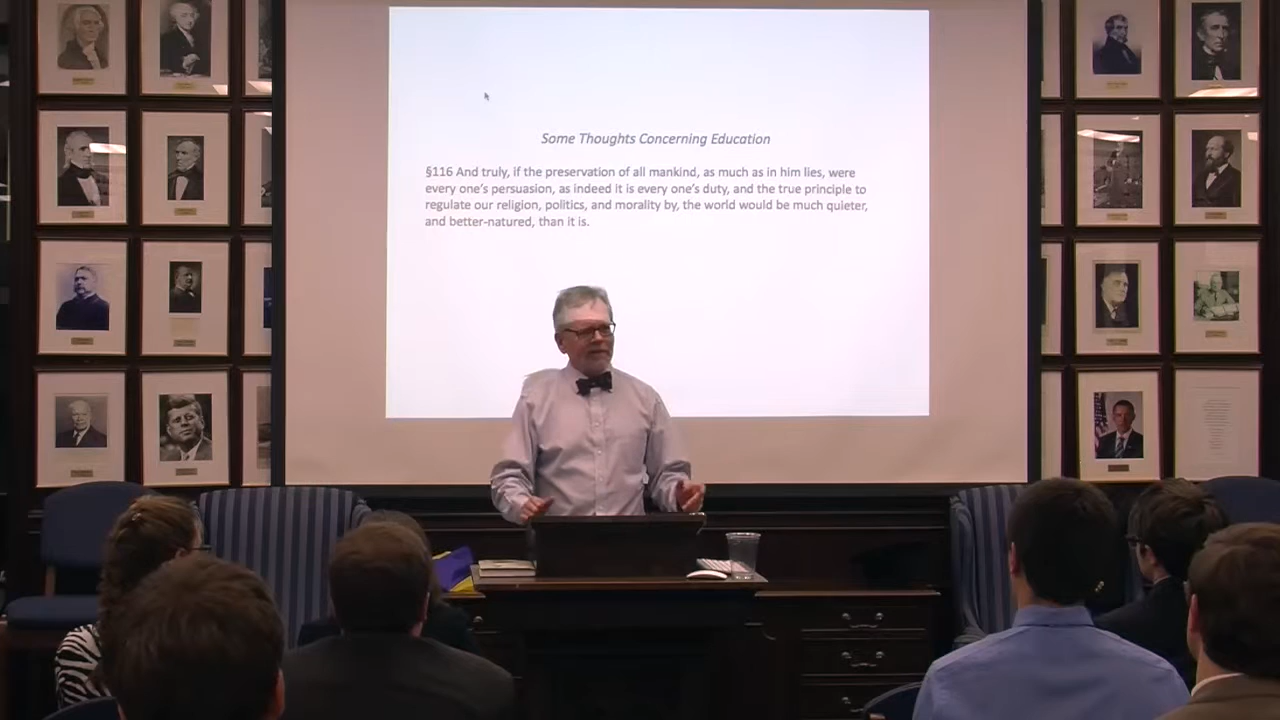 Some Thoughts Concerning Education
§116 And truly, if the preservation of all mankind, as much as in him lies, were
every one's persuasion, as indeed it is every one's duty, and the true principle to
regulate our religion, politics, and morality by, the world would be much quieter,
and better-natured, than it is.